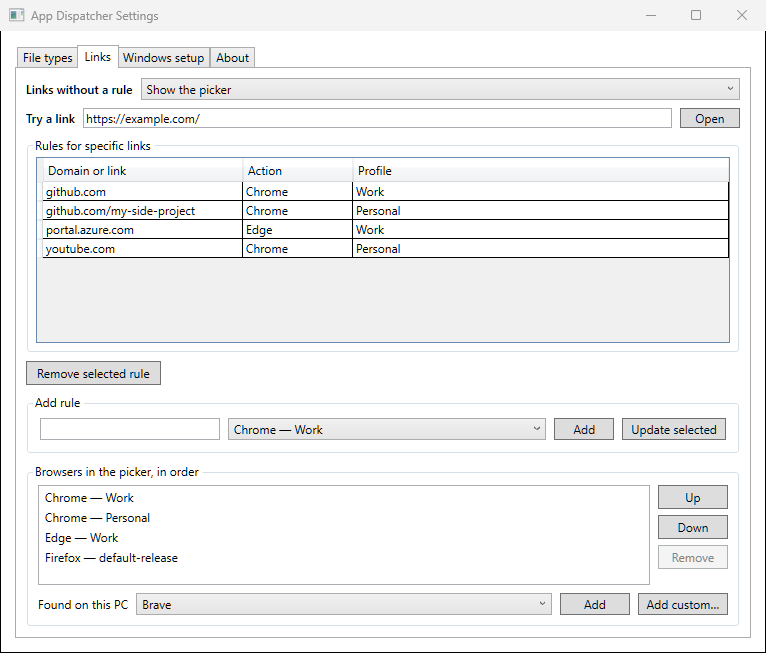 App Dispatcher Settings
File types Links Windows setup About
Links without a rule Show the picker
Try a link https://example.com/ Open
Rules for specific links
Domain or link Action Profile
github.com Chrome Work
github.com/my-side-project Chrome Personal
portal.azure.com Edge Work
youtube.com Chrome Personal
Remove selected rule
Add rule
Chrome — Work Add Update selected
Browsers in the picker, in order
Chrome — Work Up
Chrome — Personal
Edge — Work Down
Firefox — default-release Remove
Found on this PC Brave Add Add custom...